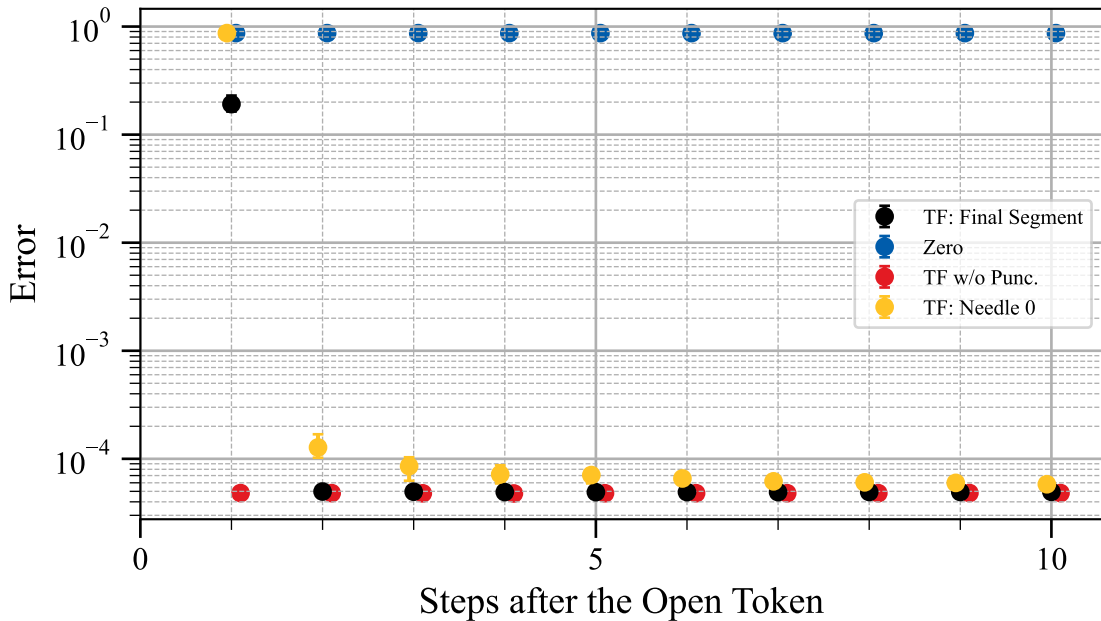 10^0
10^−1
10^−2
10^−3
10^−4
Error
TF: Final Segment
Zero
TF w/o Punc.
TF: Needle 0
0 5 10
Steps after the Open Token